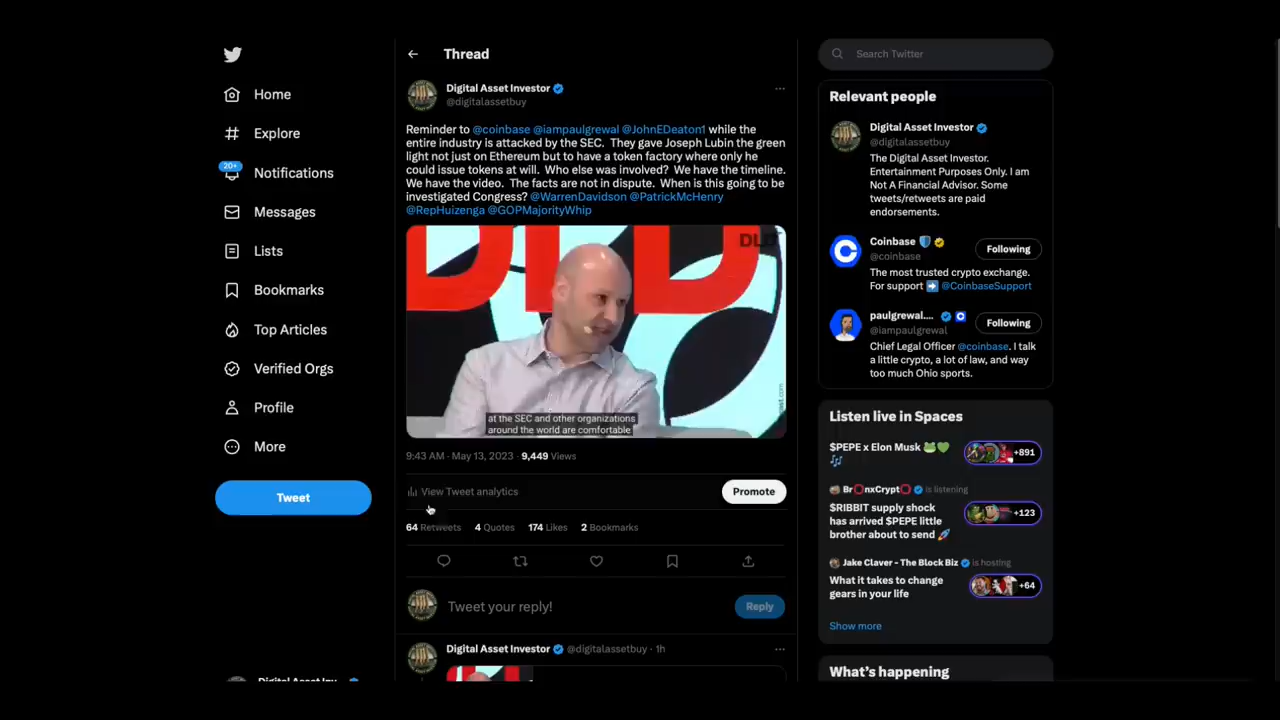 Home
Explore
20+
Notifications
Messages
Lists
Bookmarks
Top Articles
Verified Orgs
Profile
More
Tweet
Thread
Digital Asset Investor
@digitalassetbuy
Reminder to @coinbase @iampaulgrewal @JohnEDeaton1 while the
entire industry is attacked by the SEC. They gave Joseph Lubin the green
light not just on Ethereum but to have a token factory where only he
could issue tokens at will. Who else was involved? We have the timeline.
We have the video. The facts are not in dispute. When is this going to be
investigated Congress? @WarrenDavidson @PatrickMcHenry
@RepHuizenga @GOPMajorityWhip
DLD
at the SEC and other organizations
around the world are comfortable
9:43 AM · May 13, 2023 · 9,449 Views
View Tweet analytics
Promote
64 Retweets 4 Quotes 174 Likes 2 Bookmarks
Tweet your reply!
Reply
Digital Asset Investor @digitalassetbuy · 1h
Search Twitter
Relevant people
Digital Asset Investor
@digitalassetbuy
The Digital Asset Investor.
Entertainment Purposes Only. I am
Not A Financial Advisor. Some
tweets/retweets are paid
endorsements.
Coinbase
@coinbase
Following
The most trusted crypto exchange.
For support ➡️ @CoinbaseSupport
paulgrewal....
@iampaulgrewal
Following
Chief Legal Officer @coinbase. I talk
a little crypto, a lot of law, and way
too much Ohio sports.
Listen live in Spaces
$PEPE x Elon Musk 🐸💚
🎶
+891
Br⭕nxCrypt⭕ is listening
$RIBBIT supply shock
has arrived $PEPE little
brother about to send 🚀
+123
Jake Claver - The Block Biz is hosting
What it takes to change
gears in your life
+64
Show more
What's happening